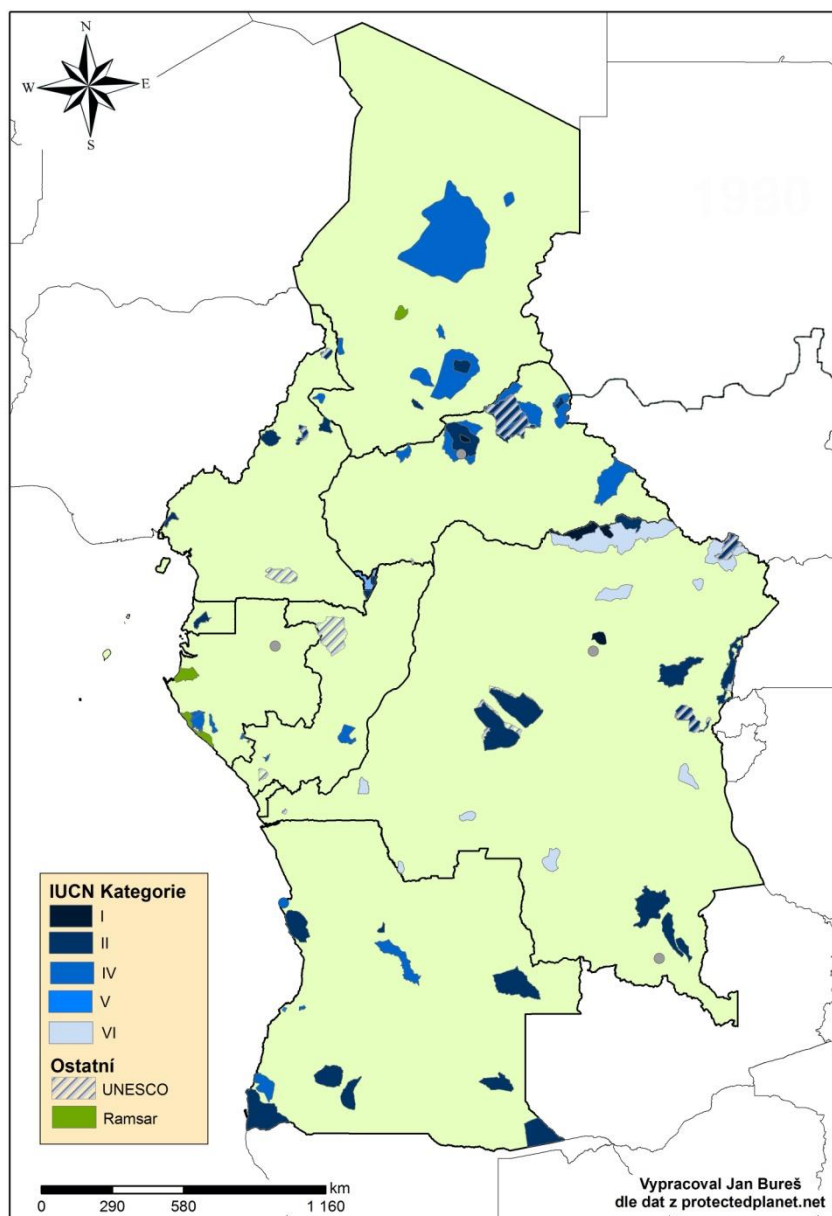 N
W
E
S
1990
IUCN Kategorie
I
II
IV
V
VI
Ostatní
UNESCO
Ramsar
km
0 290 580 1 160
Vypracoval Jan Bureš
dle dat z protectedplanet.net